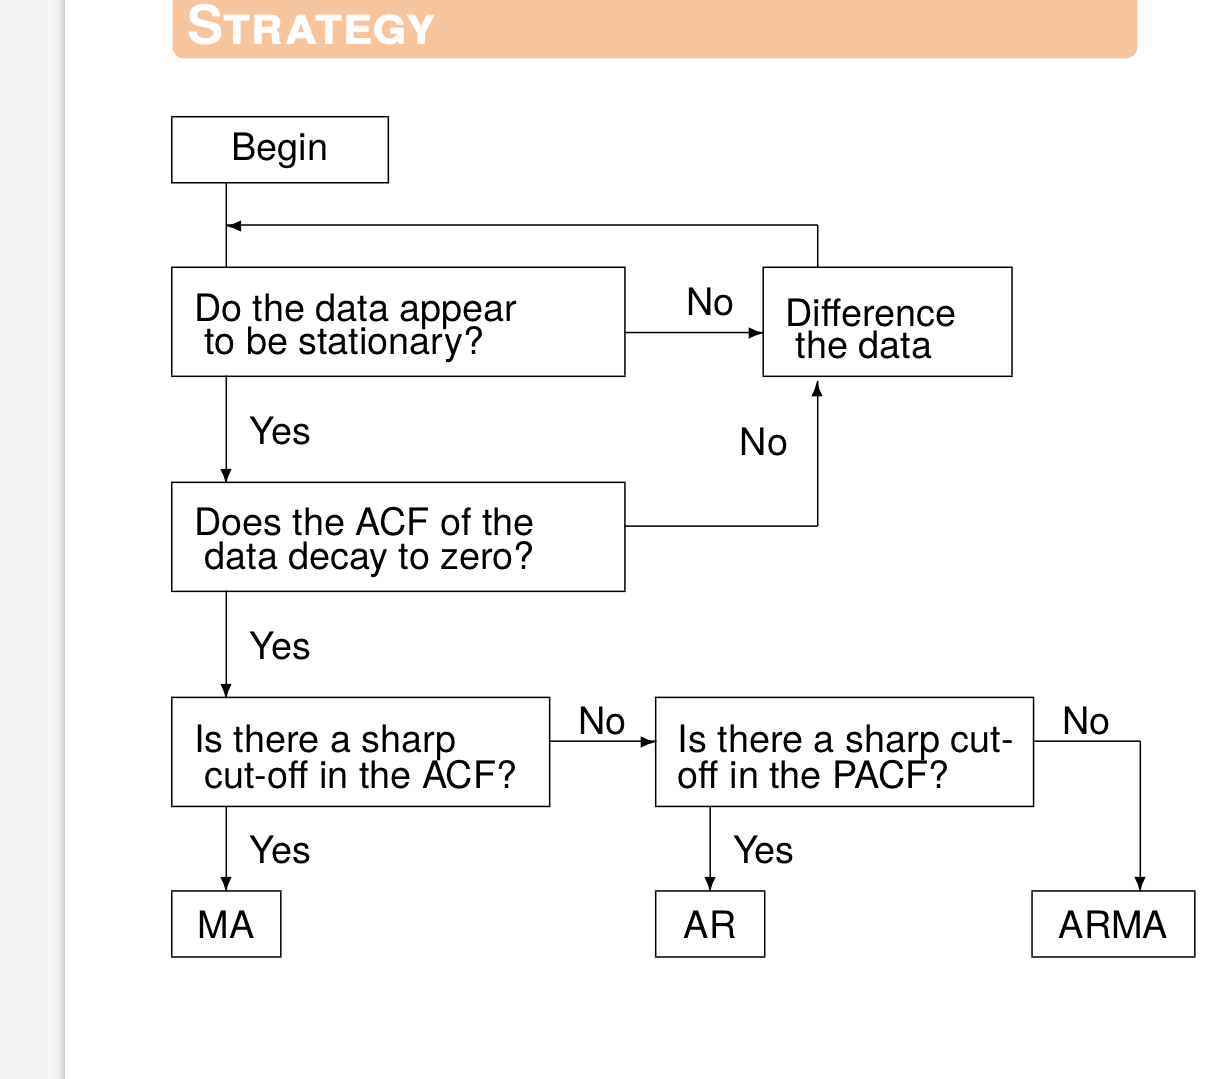 STRATEGY
Begin
Do the data appear
to be stationary?
No
Difference
the data
Yes
No
Does the ACF of the
data decay to zero?
Yes
Is there a sharp
cut-off in the ACF?
No
Is there a sharp cut-
off in the PACF?
No
Yes
Yes
MA
AR
ARMA